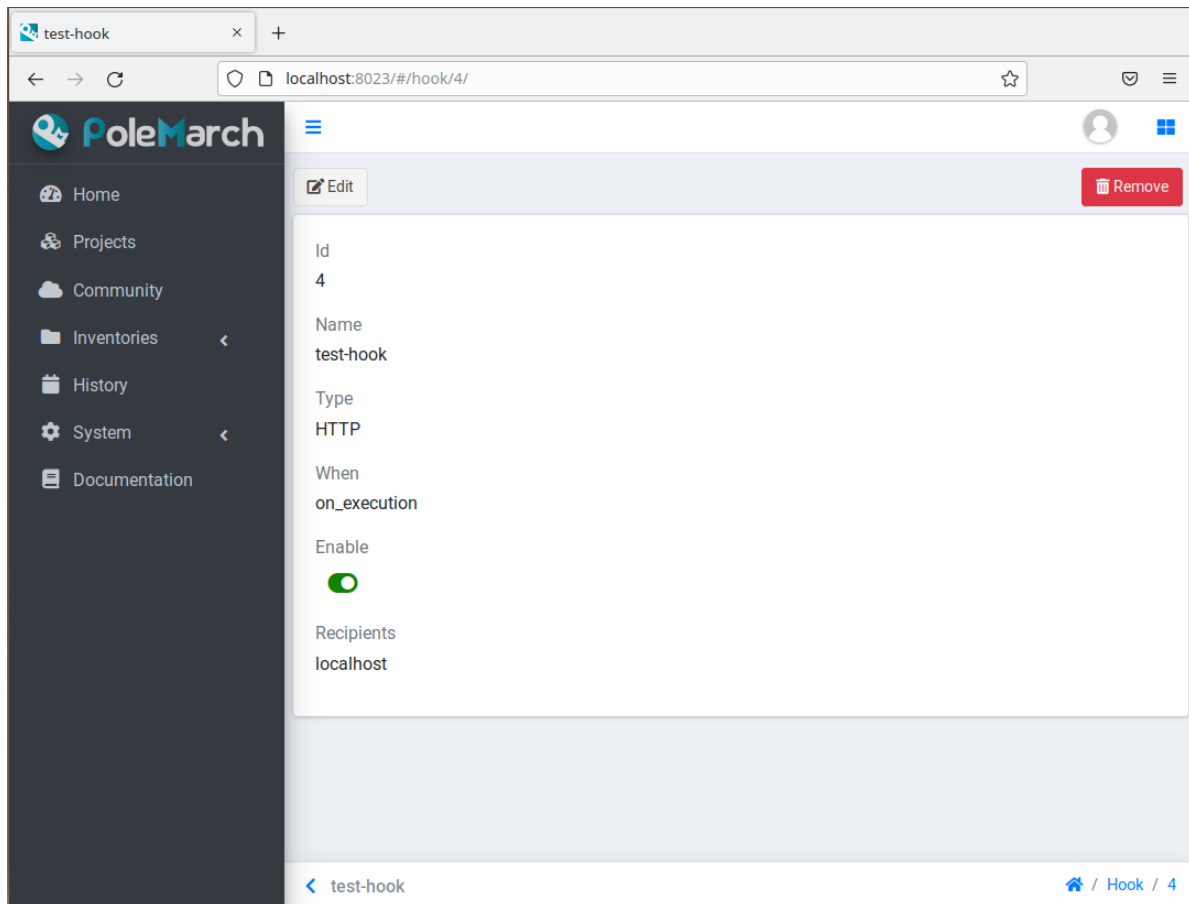 test-hook
localhost:8023/#/hook/4/
PoleMarch
Home
Projects
Community
Inventories
History
System
Documentation
Edit
Remove
Id
4
Name
test-hook
Type
HTTP
When
on_execution
Enable
Recipients
localhost
test-hook
/ Hook / 4